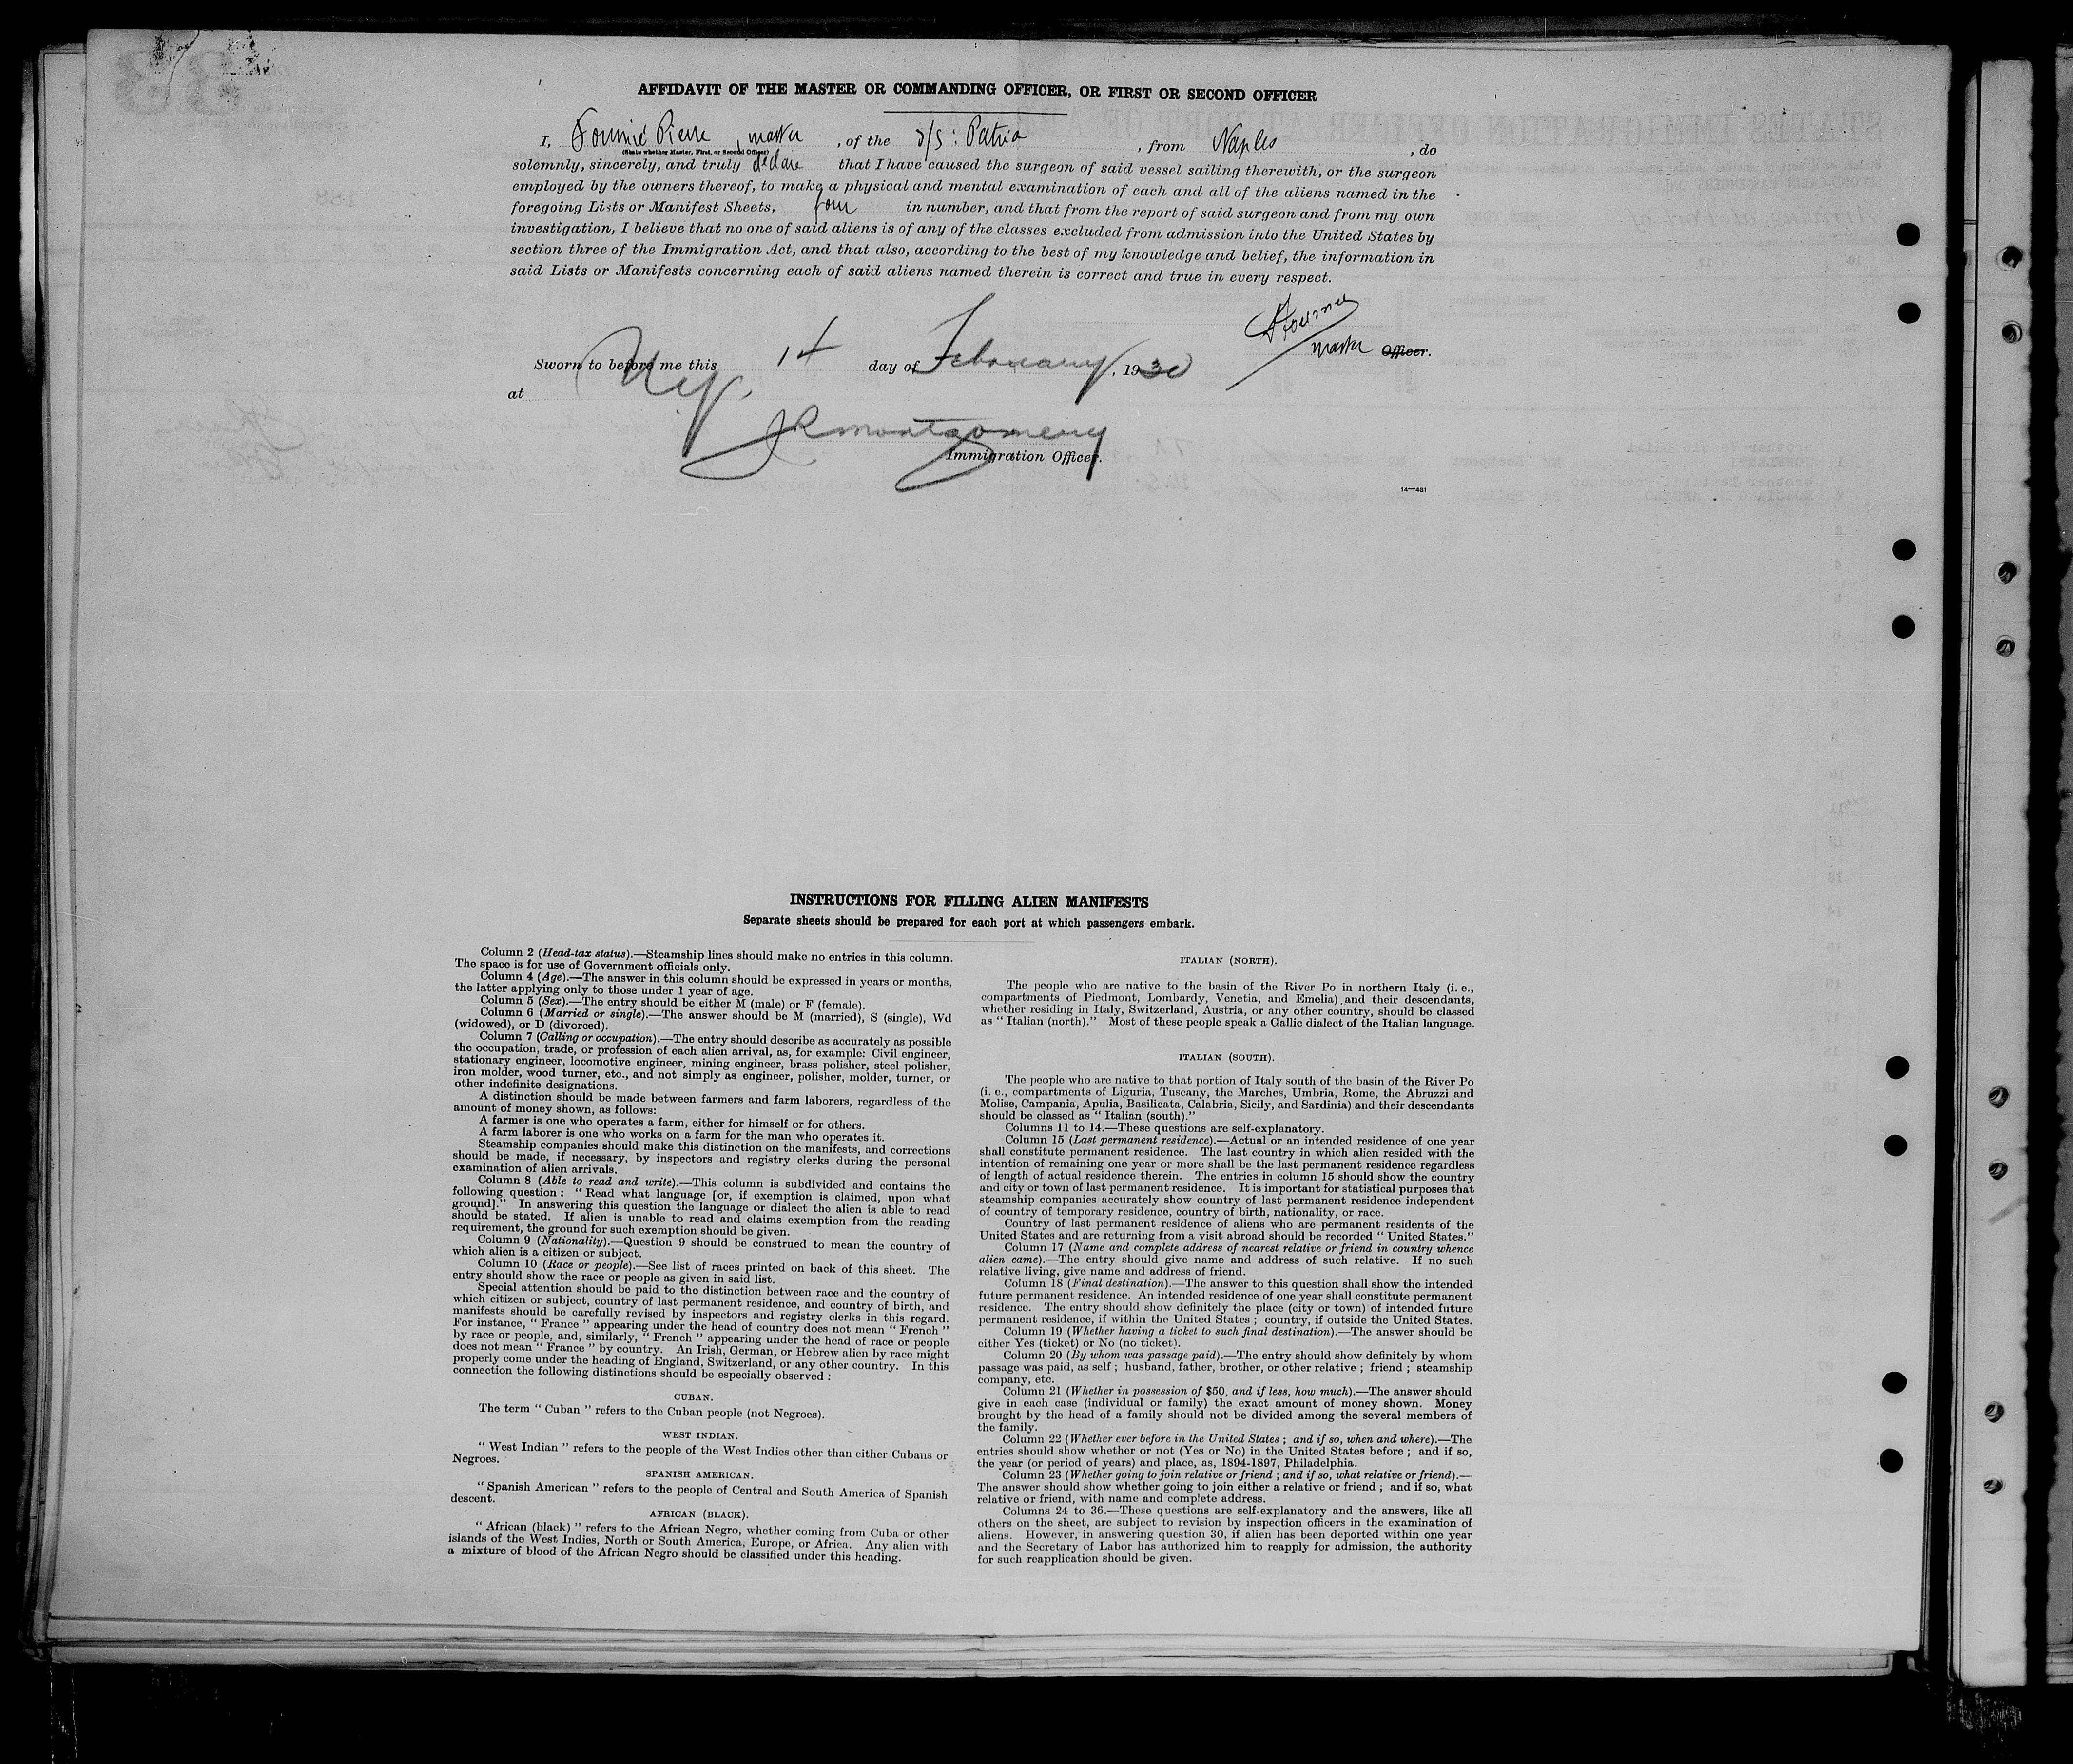 AFFIDAVIT OF THE MASTER OR COMMANDING OFFICER, OR FIRST OR SECOND OFFICER
I, Pierre, master, of the s/s: Patria, from Naples, do
(State whether Master, First, or Second Officer)
solemnly, sincerely, and truly declare that I have caused the surgeon of said vessel sailing therewith, or the surgeon
employed by the owners thereof, to make a physical and mental examination of each and all of the aliens named in the
foregoing Lists or Manifest Sheets, four in number, and that from the report of said surgeon and from my own
investigation, I believe that no one of said aliens is of any of the classes excluded from admission into the United States by
section three of the Immigration Act, and that also, according to the best of my knowledge and belief, the information in
said Lists or Manifests concerning each of said aliens named therein is correct and true in every respect.
master Officer.
Sworn to before me this 14 day of February, 1930
at N.Y.
JR Montgomery
Immigration Officer.
14—481
INSTRUCTIONS FOR FILLING ALIEN MANIFESTS
Separate sheets should be prepared for each port at which passengers embark.
Column 2 (Head-tax status).—Steamship lines should make no entries in this column.
The space is for use of Government officials only.
Column 4 (Age).—The answer in this column should be expressed in years or months,
the latter applying only to those under 1 year of age.
Column 5 (Sex).—The entry should be either M (male) or F (female).
Column 6 (Married or single).—The answer should be M (married), S (single), Wd
(widowed), or D (divorced).
Column 7 (Calling or occupation).—The entry should describe as accurately as possible
the occupation, trade, or profession of each alien arrival, as, for example: Civil engineer,
stationary engineer, locomotive engineer, mining engineer, brass polisher, steel polisher,
iron molder, wood turner, etc., and not simply as engineer, polisher, molder, turner, or
other indefinite designations.
A distinction should be made between farmers and farm laborers, regardless of the
amount of money shown, as follows:
A farmer is one who operates a farm, either for himself or for others.
A farm laborer is one who works on a farm for the man who operates it.
Steamship companies should make this distinction on the manifests, and corrections
should be made, if necessary, by inspectors and registry clerks during the personal
examination of alien arrivals.
Column 8 (Able to read and write).—This column is subdivided and contains the
following question : " Read what language [or, if exemption is claimed, upon what
ground]." In answering this question the language or dialect the alien is able to read
should be stated. If alien is unable to read and claims exemption from the reading
requirement, the ground for such exemption should be given.
Column 9 (Nationality).—Question 9 should be construed to mean the country of
which alien is a citizen or subject.
Column 10 (Race or people).—See list of races printed on back of this sheet. The
entry should show the race or people as given in said list.
Special attention should be paid to the distinction between race and the country of
which citizen or subject, country of last permanent residence, and country of birth, and
manifests should be carefully revised by inspectors and registry clerks in this regard.
For instance, " France " appearing under the head of country does not mean " French "
by race or people, and, similarly, " French " appearing under the head of race or people
does not mean " France " by country. An Irish, German, or Hebrew alien by race might
properly come under the heading of England, Switzerland, or any other country. In this
connection the following distinctions should be especially observed :
CUBAN.
The term " Cuban " refers to the Cuban people (not Negroes).
WEST INDIAN.
" West Indian " refers to the people of the West Indies other than either Cubans or
Negroes.
SPANISH AMERICAN.
" Spanish American " refers to the people of Central and South America of Spanish
descent.
AFRICAN (BLACK).
" African (black) " refers to the African Negro, whether coming from Cuba or other
islands of the West Indies, North or South America, Europe, or Africa. Any alien with
a mixture of blood of the African Negro should be classified under this heading.
ITALIAN (NORTH).
The people who are native to the basin of the River Po in northern Italy (i. e.,
compartments of Piedmont, Lombardy, Venetia, and Emelia) and their descendants,
whether residing in Italy, Switzerland, Austria, or any other country, should be classed
as " Italian (north)." Most of these people speak a Gallic dialect of the Italian language.
ITALIAN (SOUTH).
The people who are native to that portion of Italy south of the basin of the River Po
(i. e., compartments of Liguria, Tuscany, the Marches, Umbria, Rome, the Abruzzi and
Molise, Campania, Apulia, Basilicata, Calabria, Sicily, and Sardinia) and their descendants
should be classed as " Italian (south)."
Columns 11 to 14.—These questions are self-explanatory.
Column 15 (Last permanent residence).—Actual or an intended residence of one year
shall constitute permanent residence. The last country in which alien resided with the
intention of remaining one year or more shall be the last permanent residence regardless
of length of actual residence therein. The entries in column 15 should show the country
and city or town of last permanent residence. It is important for statistical purposes that
steamship companies accurately show country of last permanent residence independent
of country of temporary residence, country of birth, nationality, or race.
Country of last permanent residence of aliens who are permanent residents of the
United States and are returning from a visit abroad should be recorded " United States."
Column 17 (Name and complete address of nearest relative or friend in country whence
alien came).—The entry should give name and address of such relative. If no such
relative living, give name and address of friend.
Column 18 (Final destination).—The answer to this question shall show the intended
future permanent residence. An intended residence of one year shall constitute permanent
residence. The entry should show definitely the place (city or town) of intended future
permanent residence, if within the United States ; country, if outside the United States.
Column 19 (Whether having a ticket to such final destination).—The answer should be
either Yes (ticket) or No (no ticket).
Column 20 (By whom was passage paid).—The entry should show definitely by whom
passage was paid, as self ; husband, father, brother, or other relative ; friend ; steamship
company, etc.
Column 21 (Whether in possession of $50, and if less, how much).—The answer should
give in each case (individual or family) the exact amount of money shown. Money
brought by the head of a family should not be divided among the several members of
the family.
Column 22 (Whether ever before in the United States ; and if so, when and where).—The
entries should show whether or not (Yes or No) in the United States before ; and if so,
the year (or period of years) and place, as, 1894-1897, Philadelphia.
Column 23 (Whether going to join relative or friend ; and if so, what relative or friend).—
The answer should show whether going to join either a relative or friend ; and if so, what
relative or friend, with name and complete address.
Columns 24 to 36.—These questions are self-explanatory and the answers, like all
others on the sheet, are subject to revision by inspection officers in the examination of
aliens. However, in answering question 30, if alien has been deported within one year
and the Secretary of Labor has authorized him to reapply for admission, the authority
for such reapplication should be given.